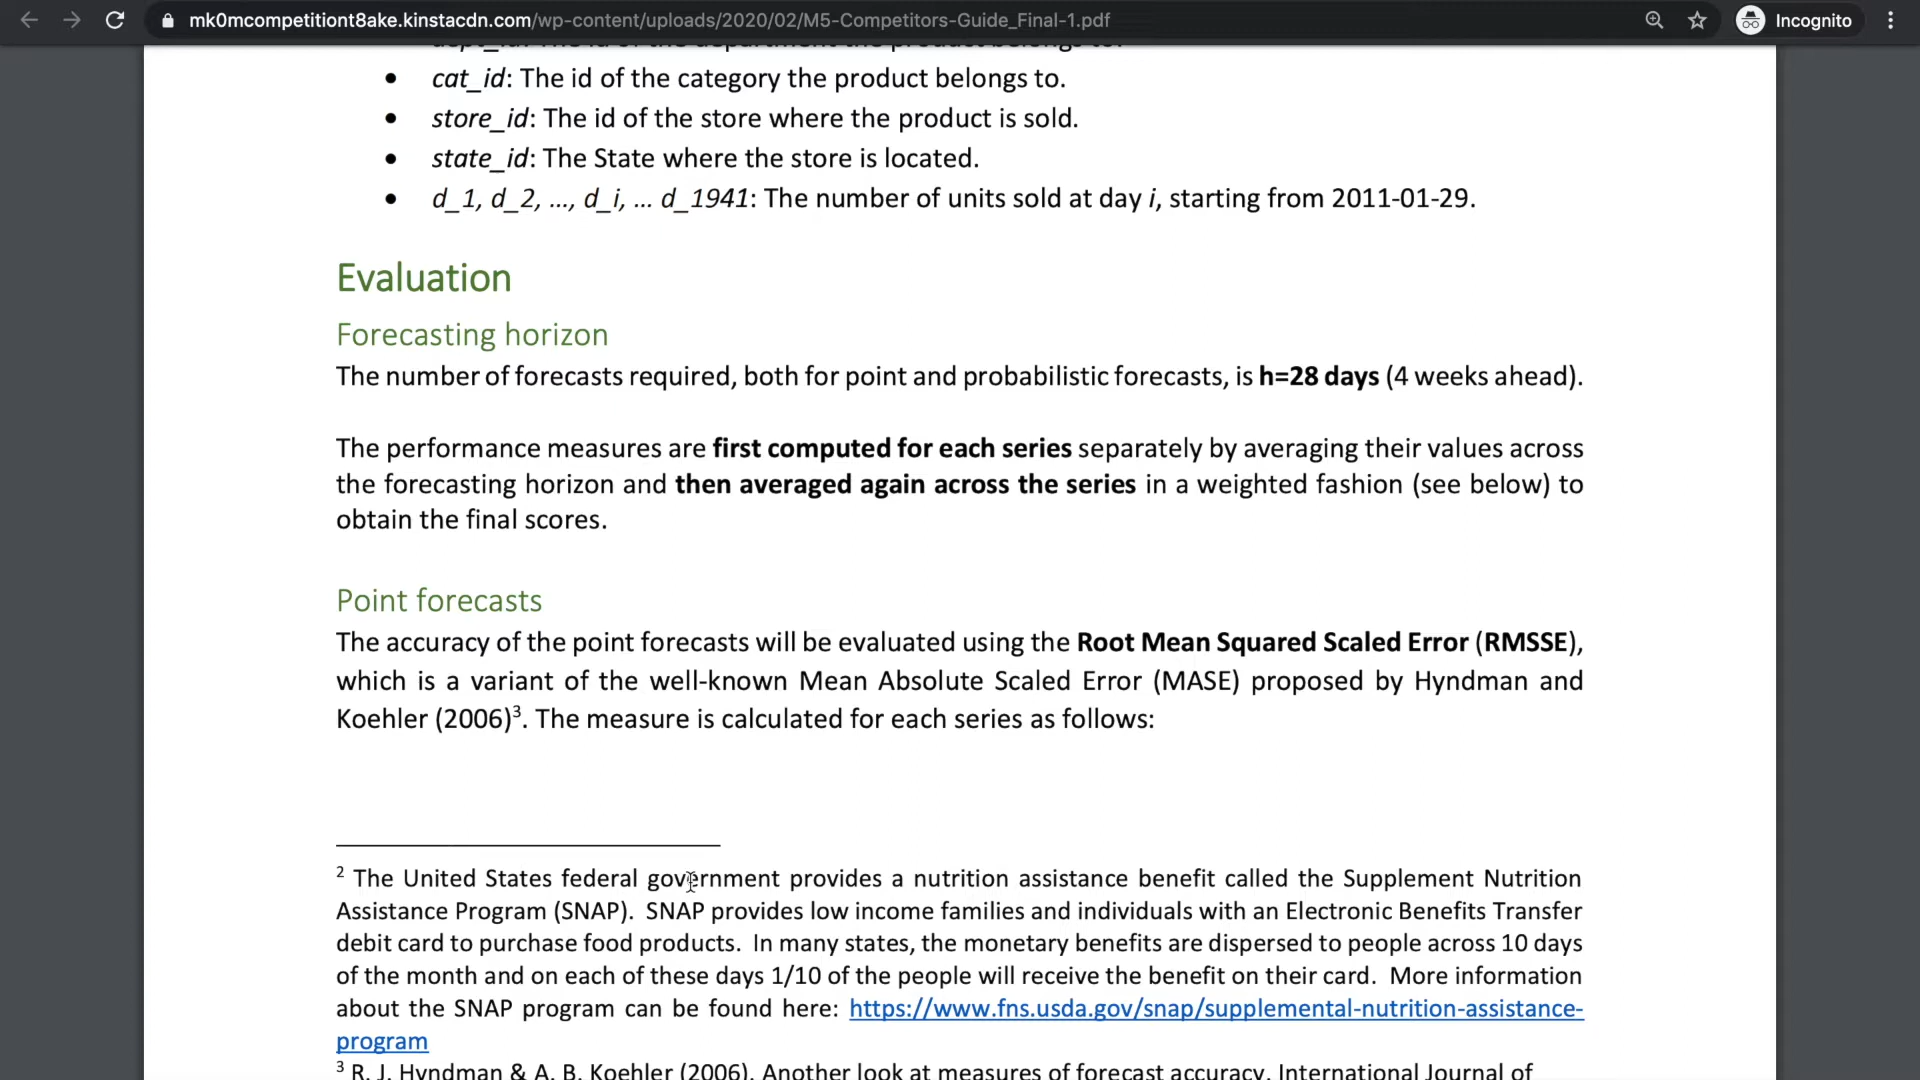 mk0mcompetitiont8ake.kinstacdn.com/wp-content/uploads/2020/02/M5-Competitors-Guide_Final-1.pdf
Incognito
dept_id: The id of the department the product belongs to.
• cat_id: The id of the category the product belongs to.
• store_id: The id of the store where the product is sold.
• state_id: The State where the store is located.
• d_1, d_2, ..., d_i, ... d_1941: The number of units sold at day i, starting from 2011-01-29.
Evaluation
Forecasting horizon
The number of forecasts required, both for point and probabilistic forecasts, is h=28 days (4 weeks ahead).
The performance measures are first computed for each series separately by averaging their values across
the forecasting horizon and then averaged again across the series in a weighted fashion (see below) to
obtain the final scores.
Point forecasts
The accuracy of the point forecasts will be evaluated using the Root Mean Squared Scaled Error (RMSSE),
which is a variant of the well-known Mean Absolute Scaled Error (MASE) proposed by Hyndman and
Koehler (2006)³. The measure is calculated for each series as follows:
² The United States federal government provides a nutrition assistance benefit called the Supplement Nutrition
Assistance Program (SNAP). SNAP provides low income families and individuals with an Electronic Benefits Transfer
debit card to purchase food products. In many states, the monetary benefits are dispersed to people across 10 days
of the month and on each of these days 1/10 of the people will receive the benefit on their card. More information
about the SNAP program can be found here: https://www.fns.usda.gov/snap/supplemental-nutrition-assistance-
program
³ R. J. Hyndman & A. B. Koehler (2006). Another look at measures of forecast accuracy. International Journal of